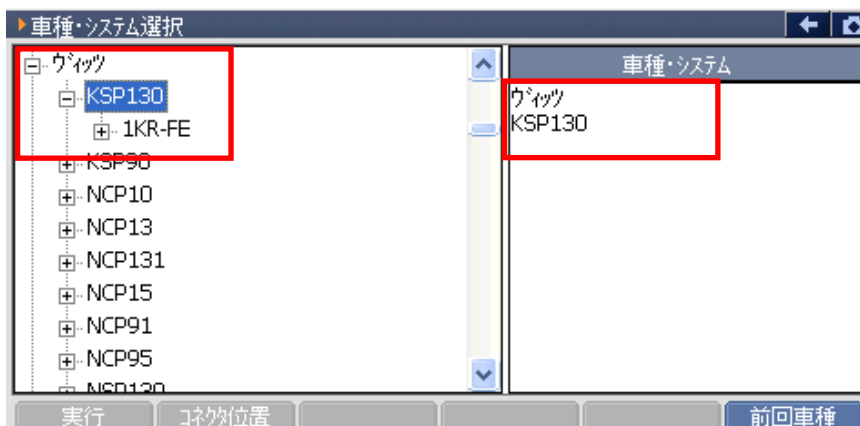 車種・システム選択
ヴィッツ
KSP130
1KR-FE
KSP90
NCP10
NCP13
NCP131
NCP15
NCP91
NCP95
NSP130
車種・システム
ヴィッツ
KSP130
実行
コネクタ位置
前回車種